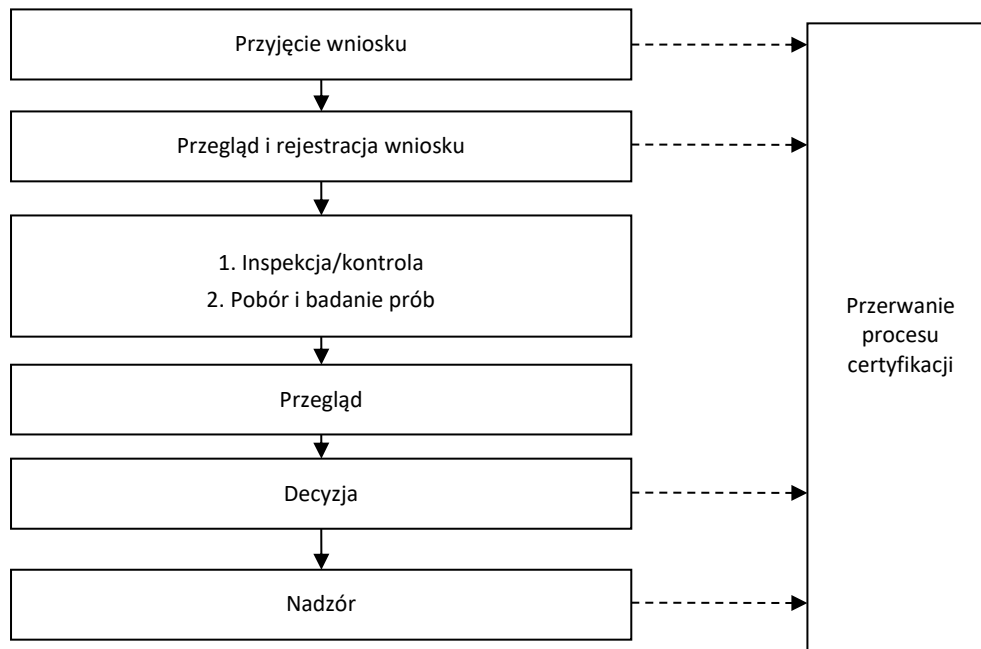 Przyjęcie wniosku
Przegląd i rejestracja wniosku
1. Inspekcja/kontrola
2. Pobór i badanie prób
Przegląd
Decyzja
Nadzór
Przerwanie
procesu
certyfikacji